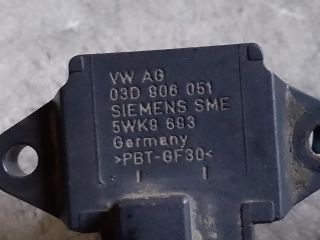 VW AG
03D 906 051
SIEMENS SME
5WK9 693
Germany
>PBT-GF30<